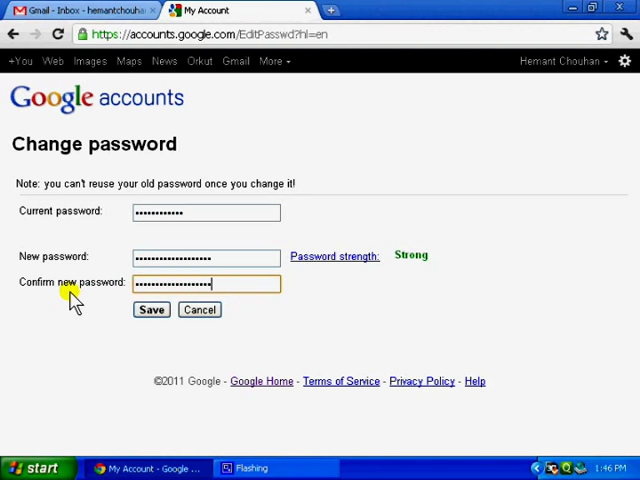 Gmail - Inbox - hemantchouhan
My Account
https://accounts.google.com/EditPasswd?hl=en
+You Web Images Maps News Orkut Gmail More
Hemant Chouhan
Google accounts
Change password
Note: you can't reuse your old password once you change it!
Current password: ••••••••••••
New password: •••••••••••••••••••
Password strength: Strong
Confirm new password: •••••••••••••••••••
Save Cancel
©2011 Google - Google Home - Terms of Service - Privacy Policy - Help
start
My Account - Google ...
Flashing
1:46 PM